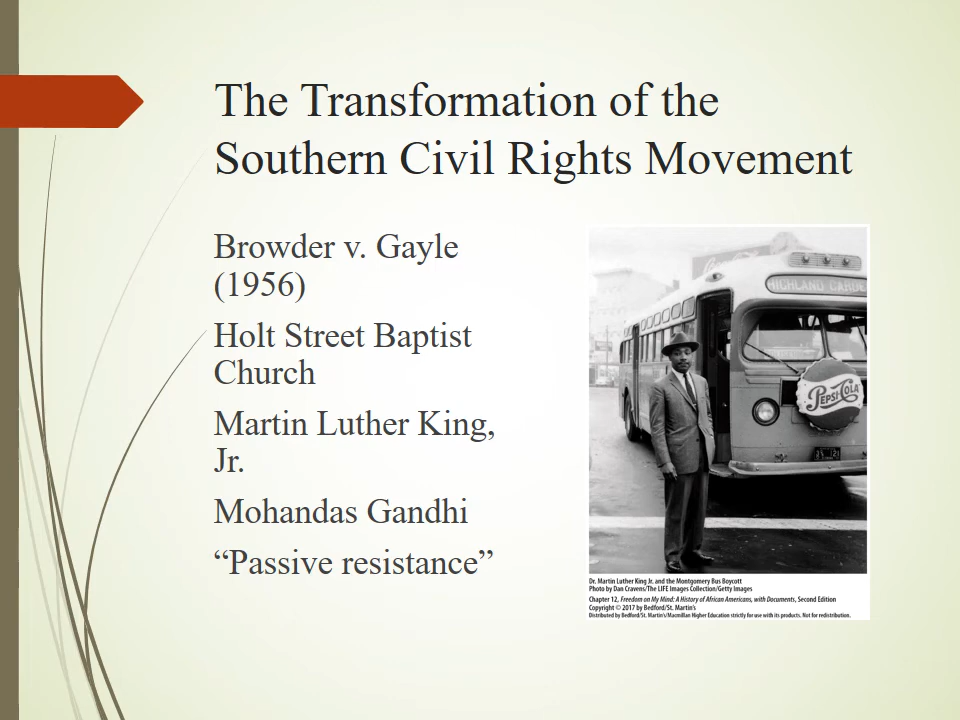 The Transformation of the
Southern Civil Rights Movement
Browder v. Gayle
(1956)
Holt Street Baptist
Church
Martin Luther King,
Jr.
Mohandas Gandhi
“Passive resistance”
HIGHLAND GARDE
PEPSI-COLA
Dr. Martin Luther King Jr. and the Montgomery Bus Boycott
Photo by Dan Cravens/The LIFE Images Collection/Getty Images
Chapter 12, Freedom on My Mind: A History of African Americans, with Documents, Second Edition
Copyright © 2017 by Bedford/St. Martin's
Distributed by Bedford/St. Martin's/Macmillan Higher Education strictly for use with its products. Not for redistribution.